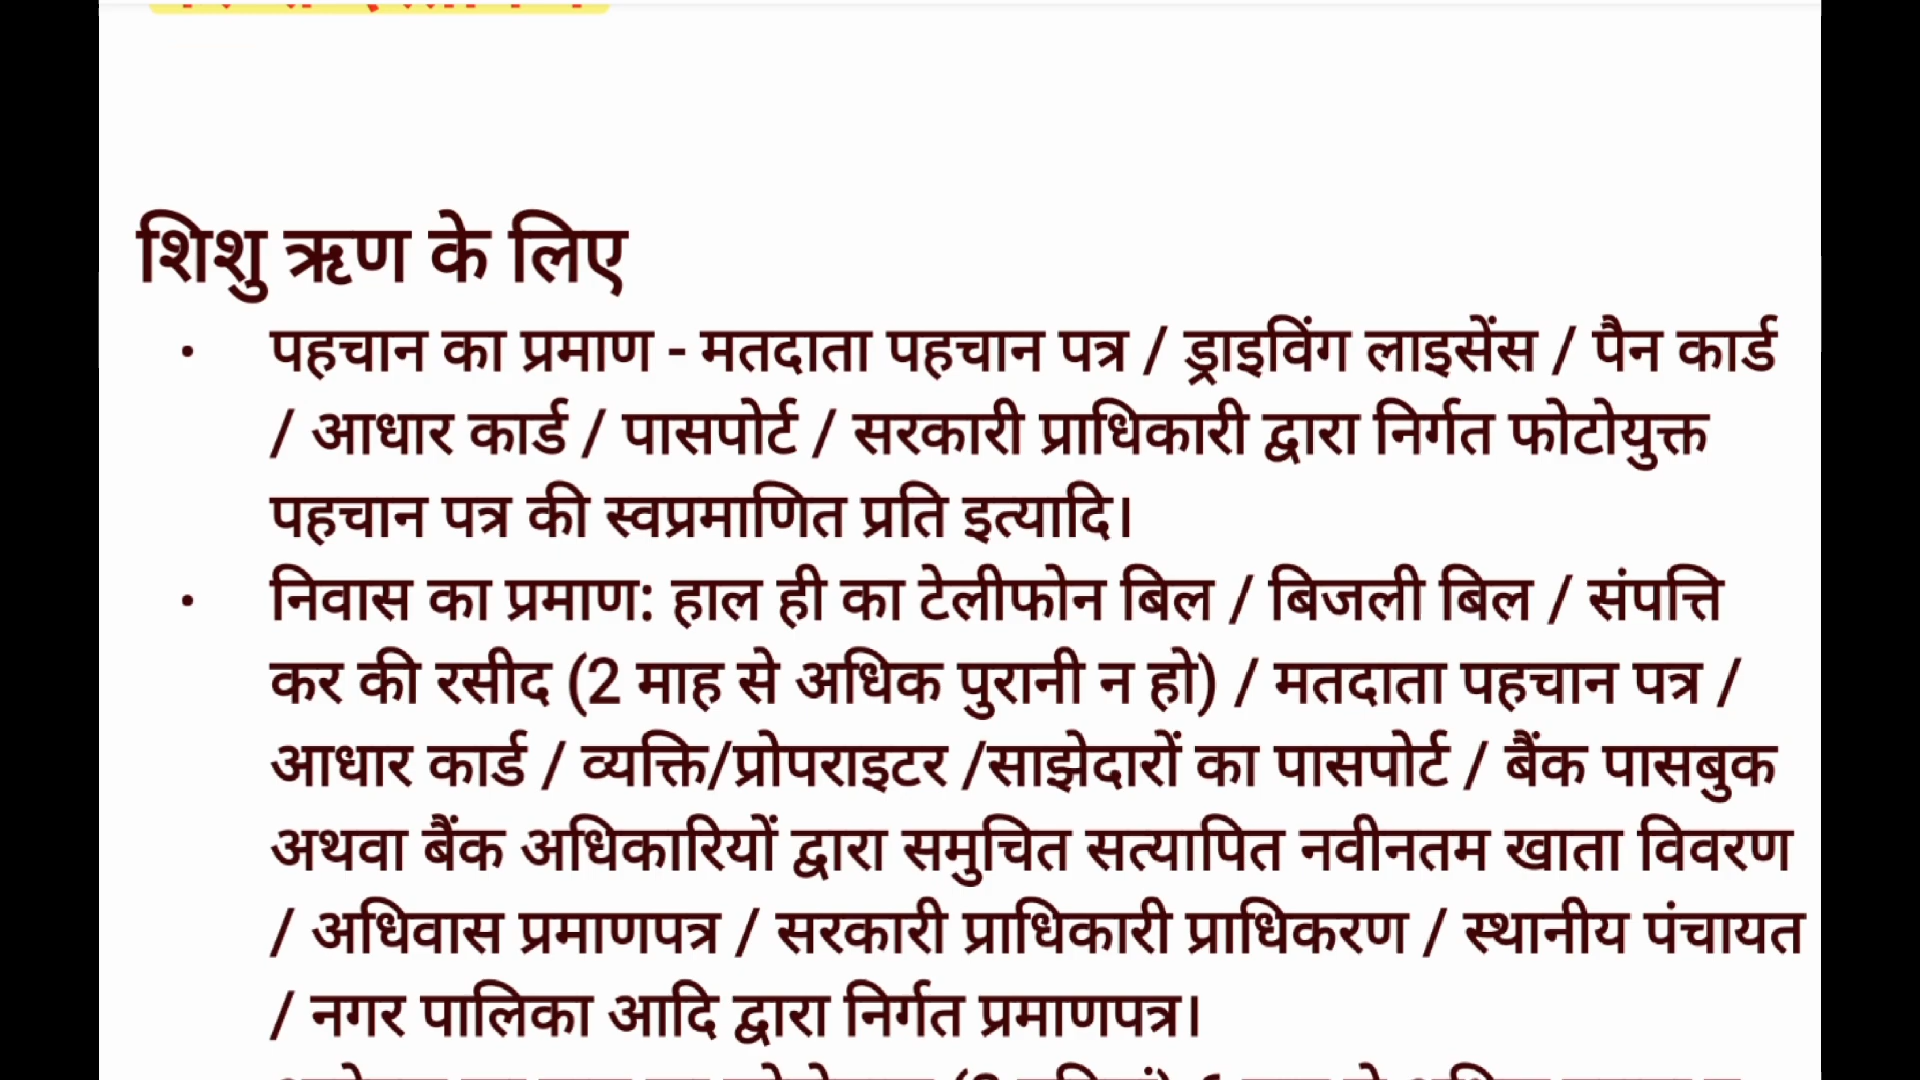 शिशु ऋण के लिए
· पहचान का प्रमाण - मतदाता पहचान पत्र / ड्राइविंग लाइसेंस / पैन कार्ड
/ आधार कार्ड / पासपोर्ट / सरकारी प्राधिकारी द्वारा निर्गत फोटोयुक्त
पहचान पत्र की स्वप्रमाणित प्रति इत्यादि।
· निवास का प्रमाण: हाल ही का टेलीफोन बिल / बिजली बिल / संपत्ति
कर की रसीद (2 माह से अधिक पुरानी न हो) / मतदाता पहचान पत्र /
आधार कार्ड / व्यक्ति/प्रोपराइटर /साझेदारों का पासपोर्ट / बैंक पासबुक
अथवा बैंक अधिकारियों द्वारा समुचित सत्यापित नवीनतम खाता विवरण
/ अधिवास प्रमाणपत्र / सरकारी प्राधिकारी प्राधिकरण / स्थानीय पंचायत
/ नगर पालिका आदि द्वारा निर्गत प्रमाणपत्र।